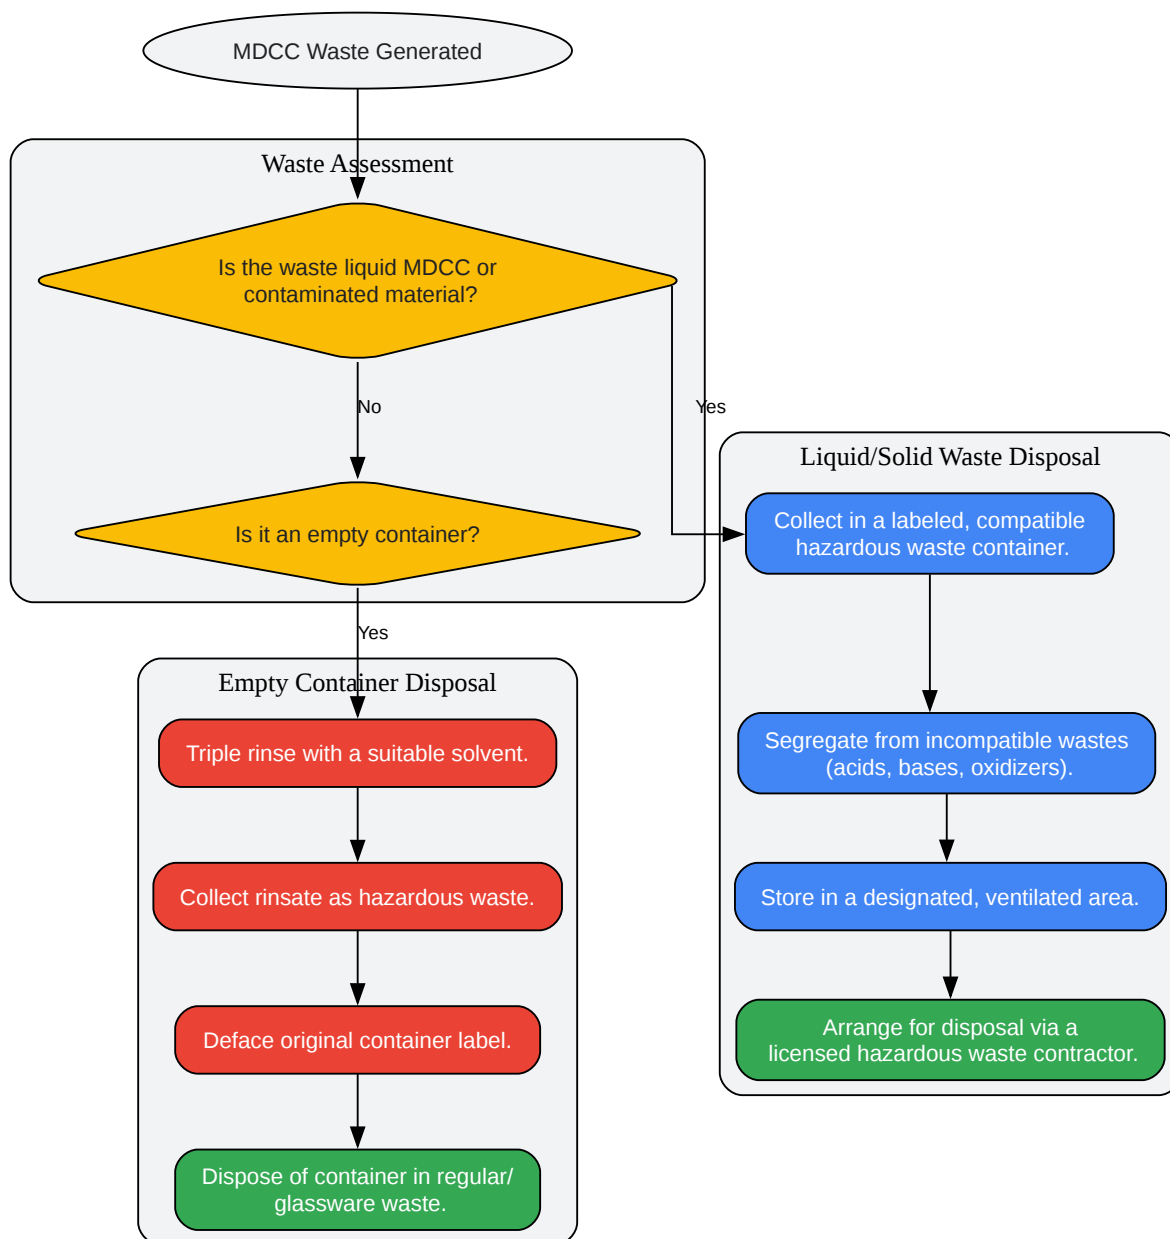 MDCC Waste Generated
Waste Assessment
Is the waste liquid MDCC or
contaminated material?
No
Yes
Is it an empty container?
Yes
Liquid/Solid Waste Disposal
Collect in a labeled, compatible
hazardous waste container.
Segregate from incompatible wastes
(acids, bases, oxidizers).
Store in a designated, ventilated area.
Arrange for disposal via a
licensed hazardous waste contractor.
Empty Container Disposal
Triple rinse with a suitable solvent.
Collect rinsate as hazardous waste.
Deface original container label.
Dispose of container in regular/
glassware waste.